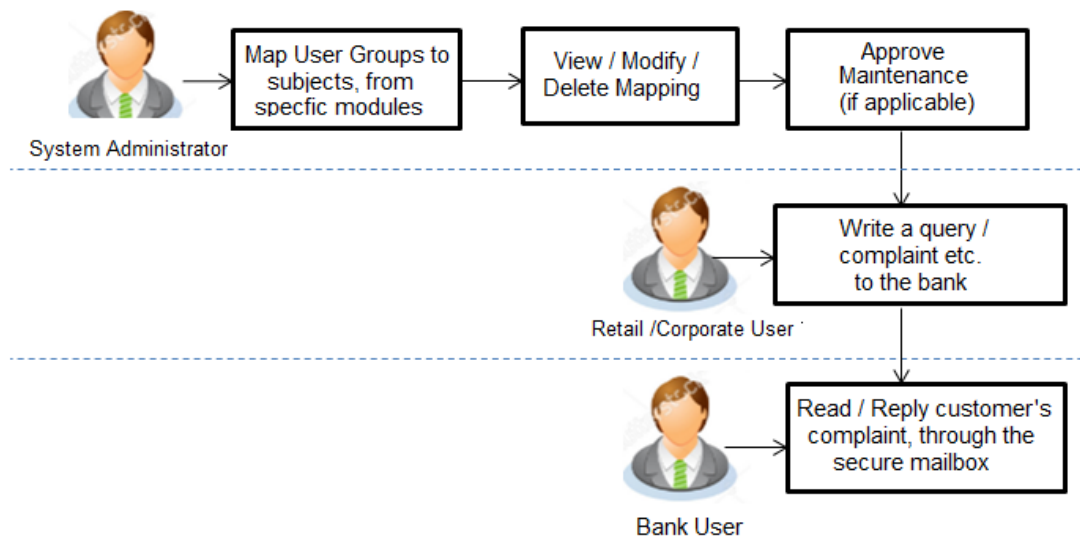 Map User Groups to
subjects, from
specfic modules
View / Modify /
Delete Mapping
Approve
Maintenance
(if applicable)
System Administrator
Write a query /
complaint etc.
to the bank
Retail /Corporate User
Read / Reply customer's
complaint, through the
secure mailbox
Bank User